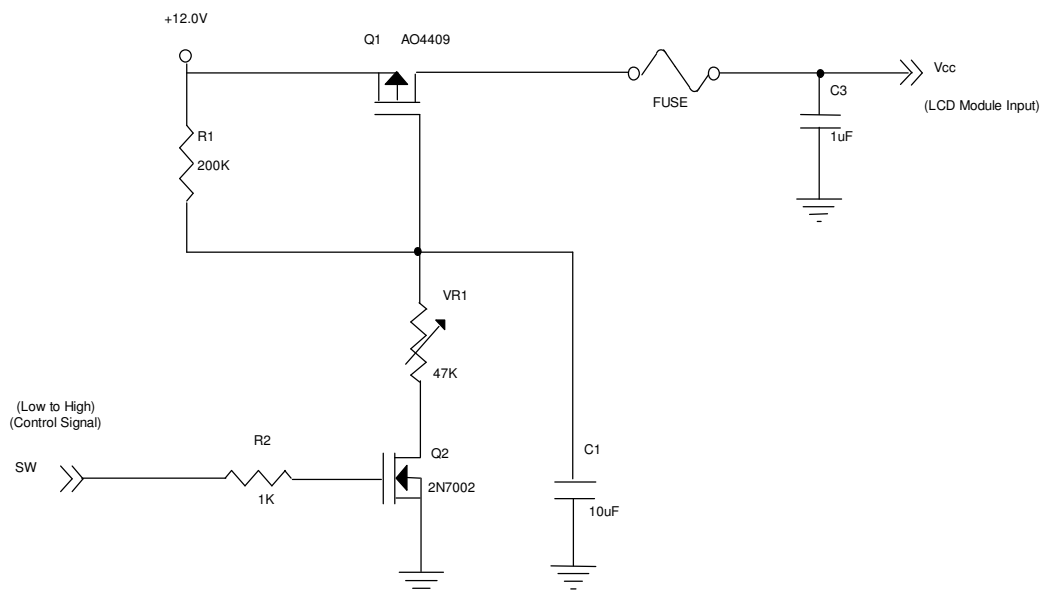 +12.0V
Q1 AO4409
Vcc
C3
(LCD Module Input)
FUSE
1uF
R1
200K
VR1
47K
(Low to High)
(Control Signal)
R2
Q2
C1
SW
2N7002
1K
10uF